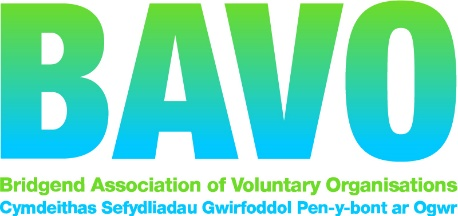 BAVO
Bridgend Association of Voluntary Organisations
Cymdeithas Sefydliadau Gwirfoddol Pen-y-bont ar Ogwr